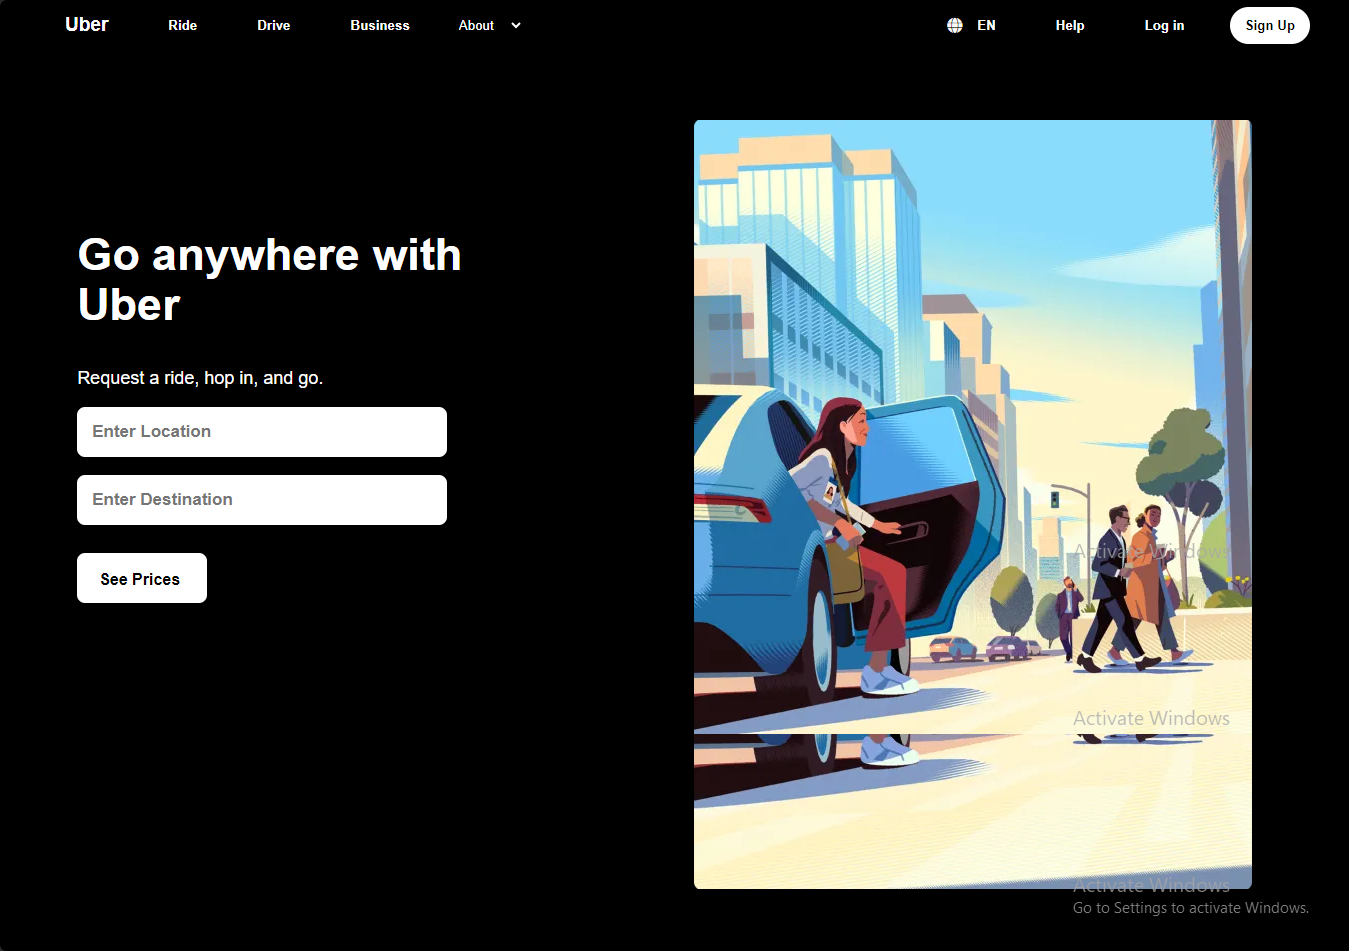 Uber Ride Drive Business About EN Help Log in Sign Up
Go anywhere with
Uber
Request a ride, hop in, and go.
Enter Location
Enter Destination
See Prices
Activate Windows
Activate Windows
Activate Windows
Go to Settings to activate Windows.